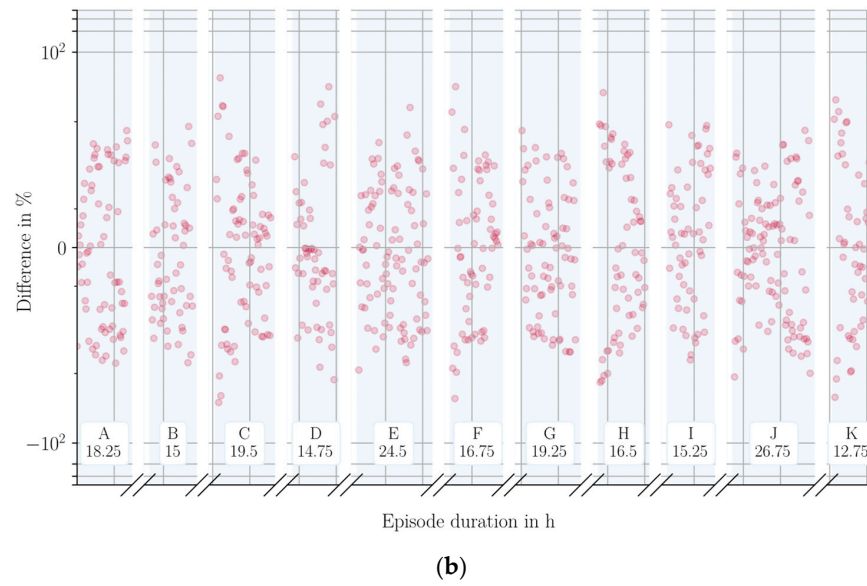 10²
0
−10²
Difference in %
A
18.25
B
15
C
19.5
D
14.75
E
24.5
F
16.75
G
19.25
H
16.5
I
15.25
J
26.75
K
12.75
Episode duration in h
(b)